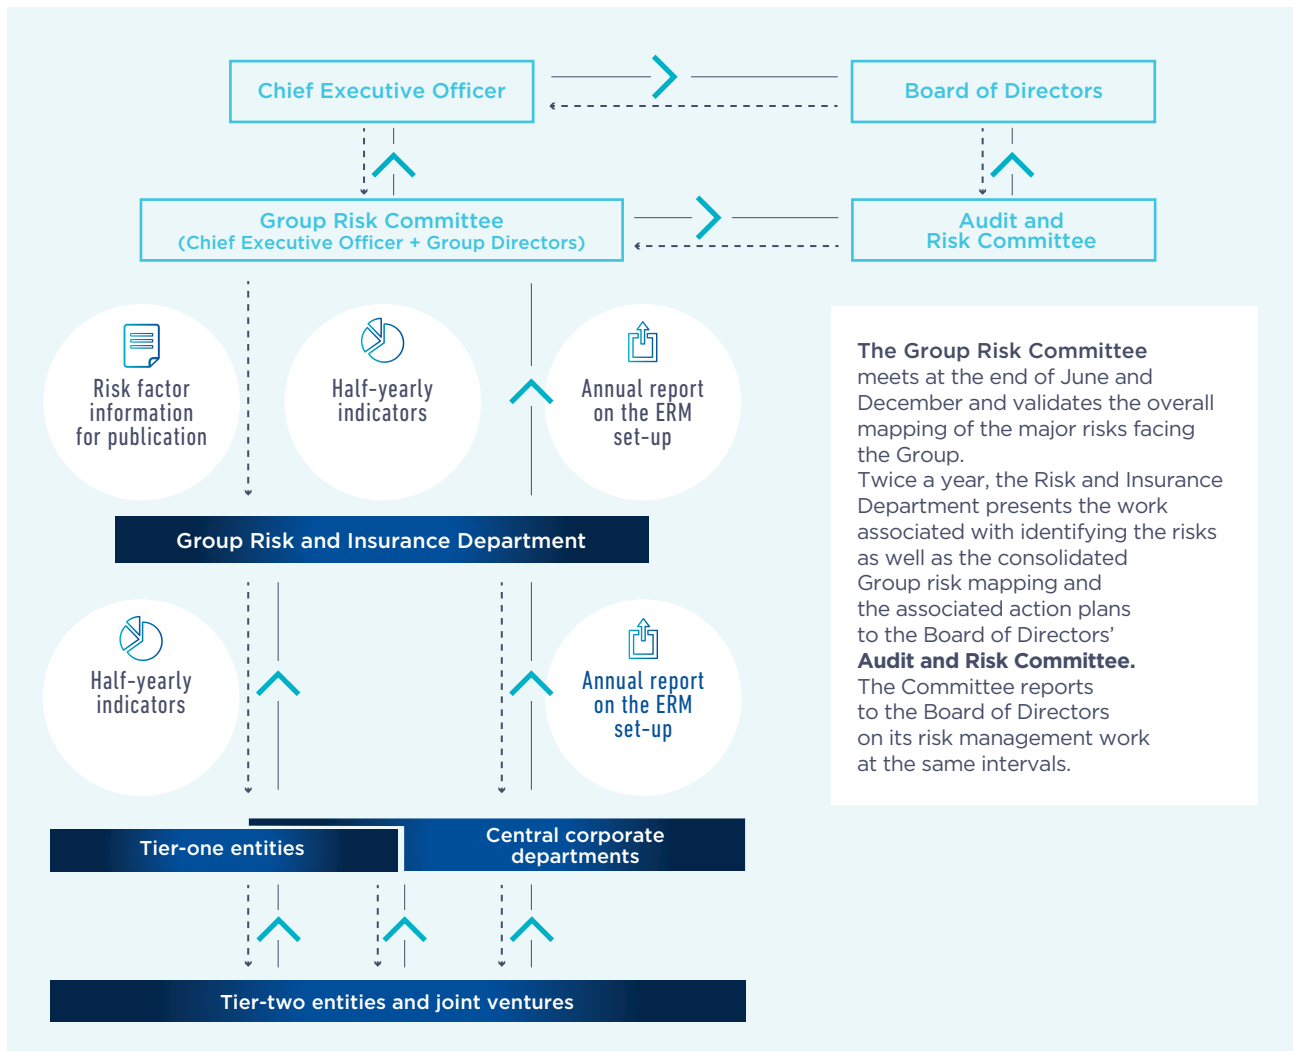 Chief Executive Officer
Board of Directors
Group Risk Committee
(Chief Executive Officer + Group Directors)
Audit and
Risk Committee
Risk factor
information
for publication
Half-yearly
indicators
Annual report
on the ERM
set-up
Group Risk and Insurance Department
Half-yearly
indicators
Annual report
on the ERM
set-up
Tier-one entities
Central corporate
departments
Tier-two entities and joint ventures
The Group Risk Committee
meets at the end of June and
December and validates the overall
mapping of the major risks facing
the Group.
Twice a year, the Risk and Insurance
Department presents the work
associated with identifying the risks
as well as the consolidated
Group risk mapping and
the associated action plans
to the Board of Directors’
Audit and Risk Committee.
The Committee reports
to the Board of Directors
on its risk management work
at the same intervals.